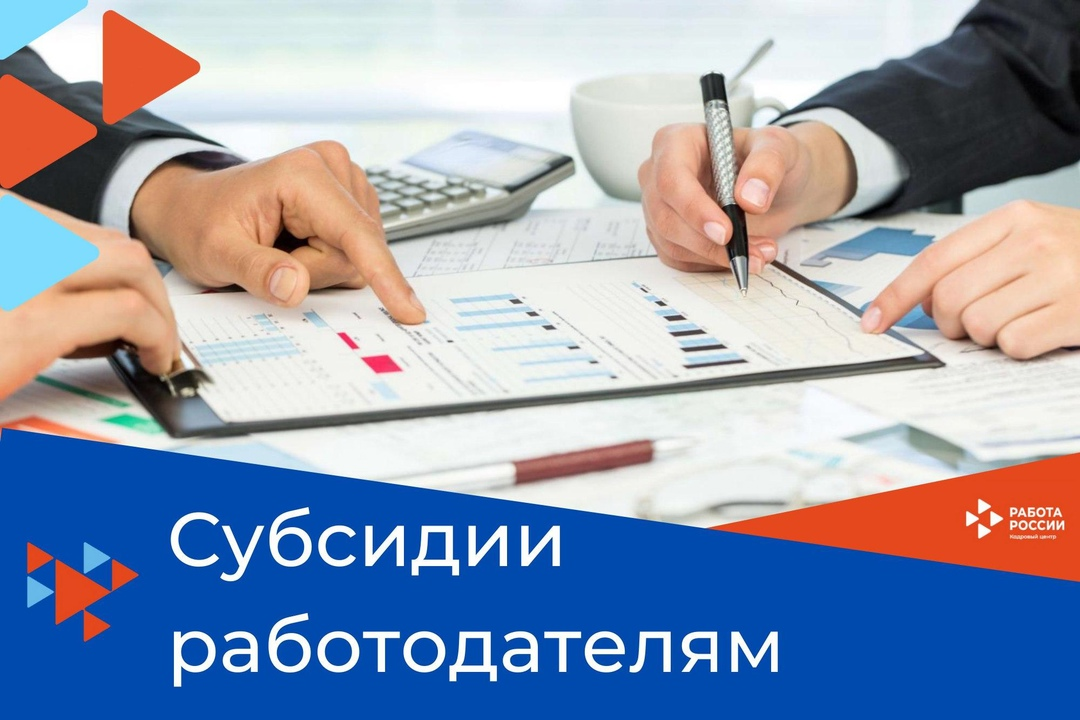 Субсидии
работодателям
РАБОТА
РОССИИ
Кадровый центр